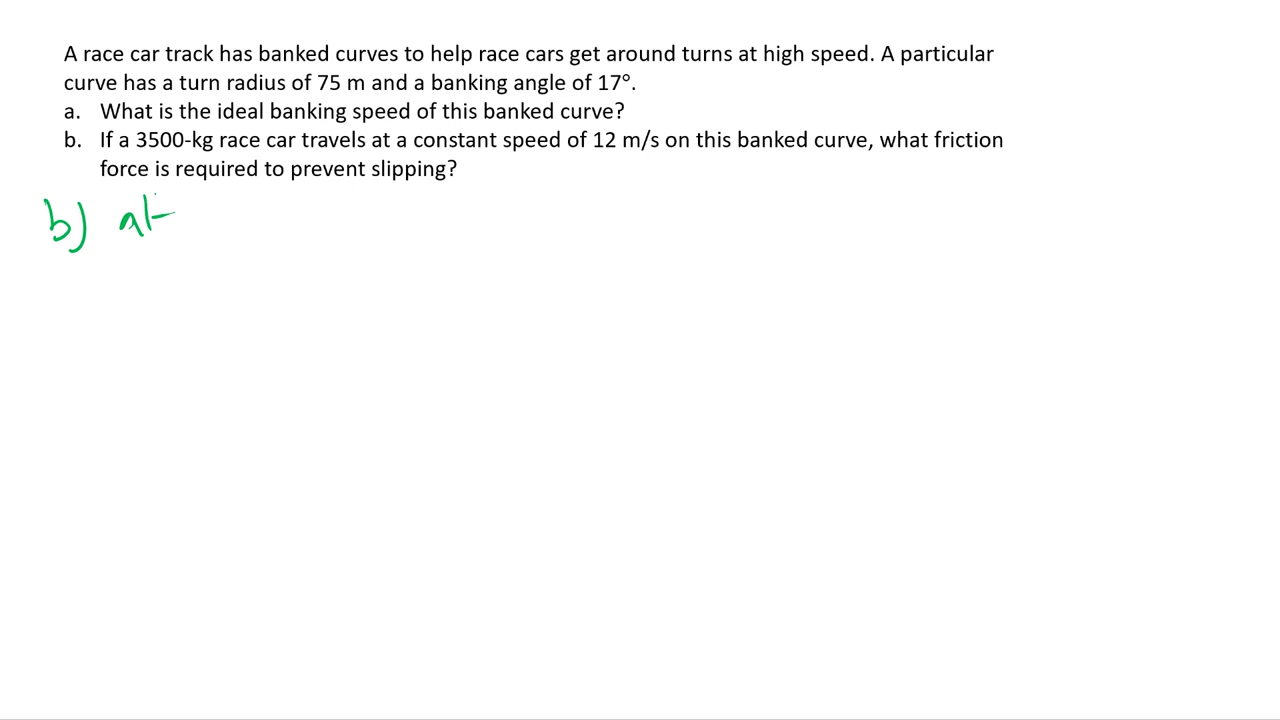 A race car track has banked curves to help race cars get around turns at high speed. A particular
curve has a turn radius of 75 m and a banking angle of 17°.
a. What is the ideal banking speed of this banked curve?
b. If a 3500-kg race car travels at a constant speed of 12 m/s on this banked curve, what friction
force is required to prevent slipping?
b) at